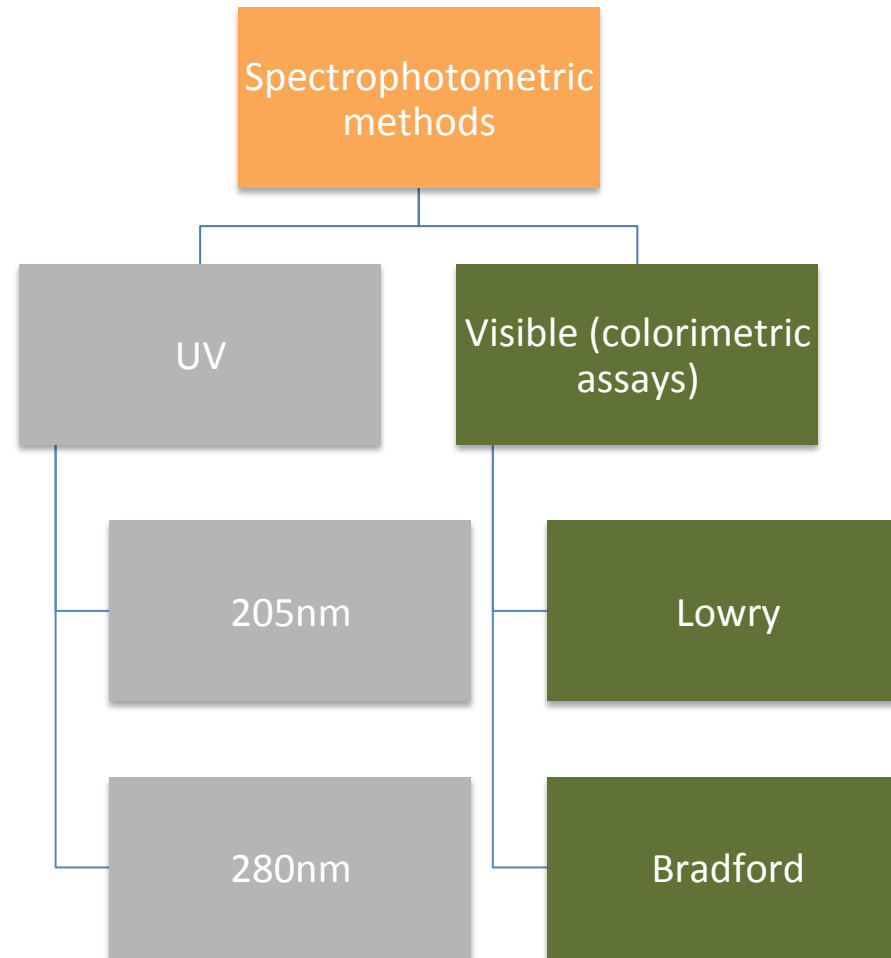 Spectrophotometric
methods
UV
Visible (colorimetric
assays)
205nm
Lowry
280nm
Bradford